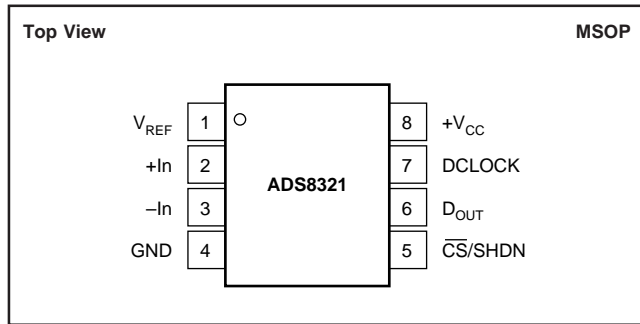 Top View MSOP
V_REF 1 8 +V_CC
+In 2 7 DCLOCK
ADS8321
–In 3 6 D_OUT
GND 4 5 C̅S̅/SHDN